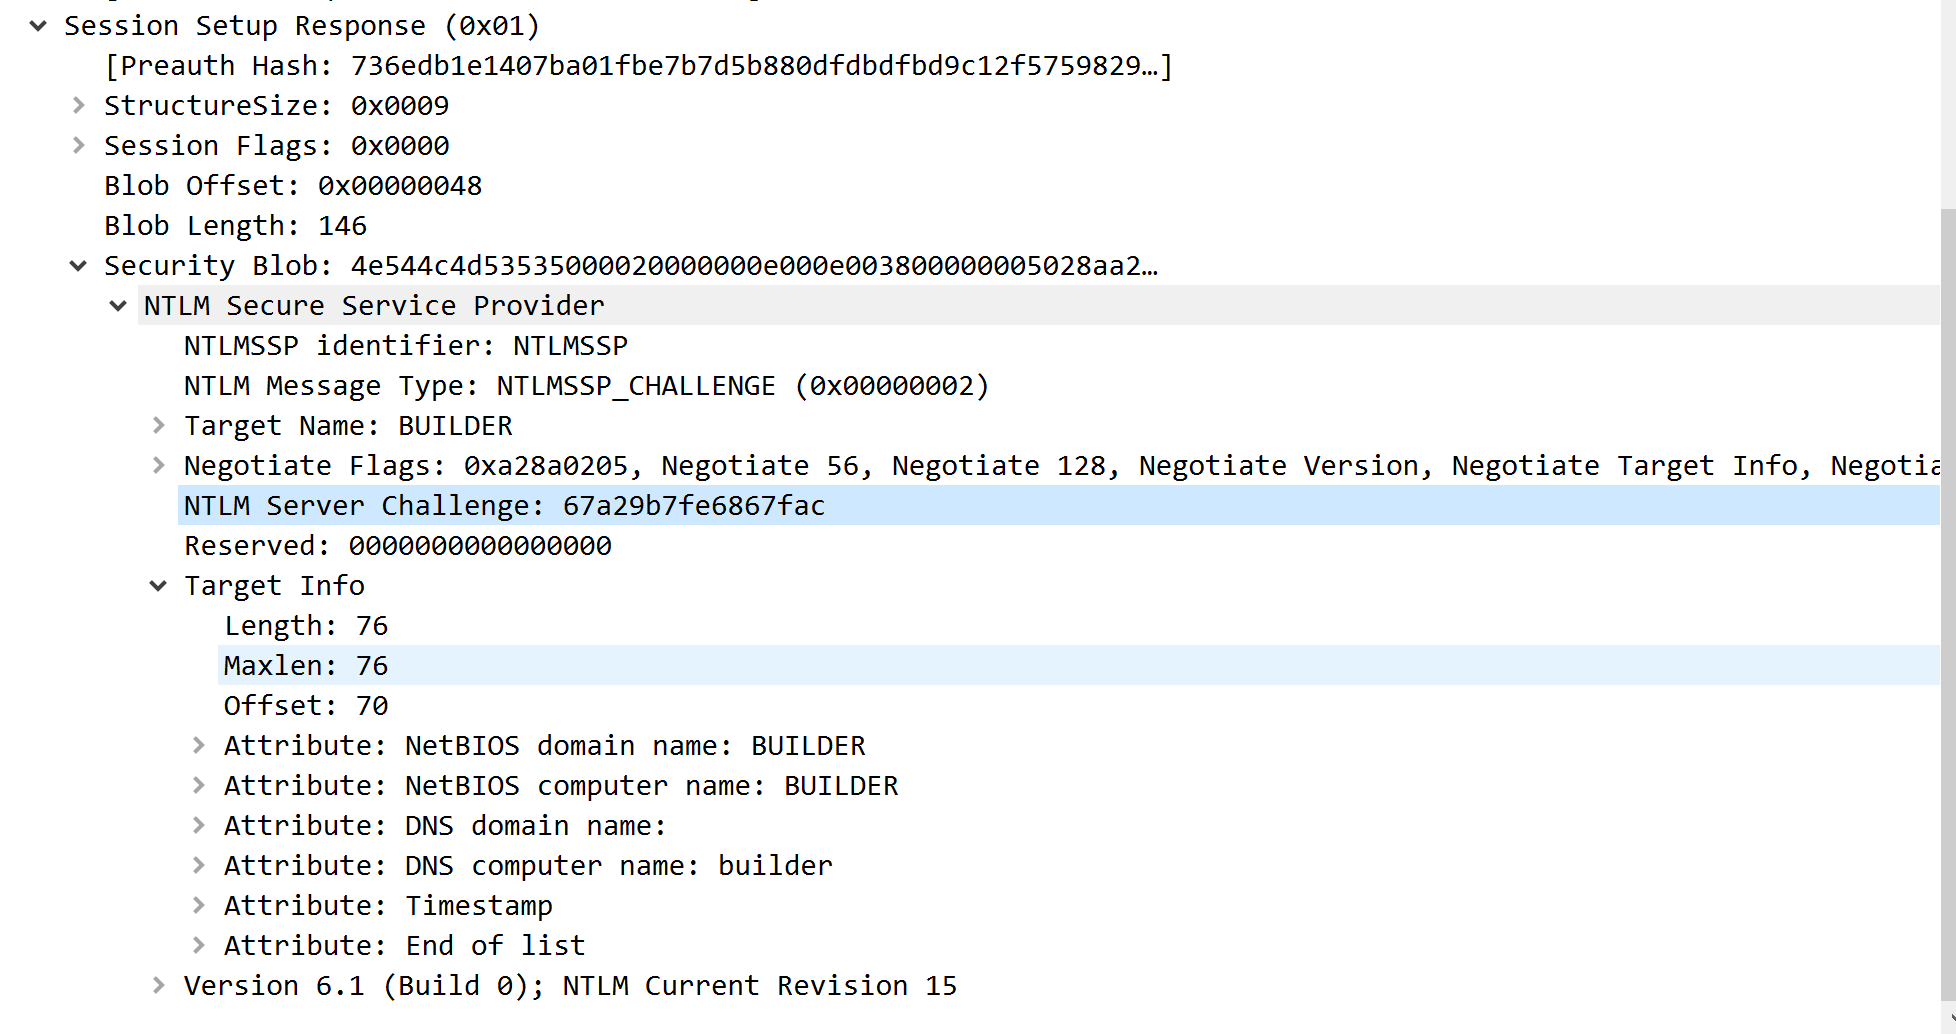 Session Setup Response (0x01)
[Preauth Hash: 736edb1e1407ba01fbe7b7d5b880dfdbdfbd9c12f5759829…]
StructureSize: 0x0009
Session Flags: 0x0000
Blob Offset: 0x00000048
Blob Length: 146
Security Blob: 4e544c4d53535000020000000e000e003800000005028aa2…
NTLM Secure Service Provider
NTLMSSP identifier: NTLMSSP
NTLM Message Type: NTLMSSP_CHALLENGE (0x00000002)
Target Name: BUILDER
Negotiate Flags: 0xa28a0205, Negotiate 56, Negotiate 128, Negotiate Version, Negotiate Target Info, Negotia
NTLM Server Challenge: 67a29b7fe6867fac
Reserved: 0000000000000000
Target Info
Length: 76
Maxlen: 76
Offset: 70
Attribute: NetBIOS domain name: BUILDER
Attribute: NetBIOS computer name: BUILDER
Attribute: DNS domain name:
Attribute: DNS computer name: builder
Attribute: Timestamp
Attribute: End of list
Version 6.1 (Build 0); NTLM Current Revision 15